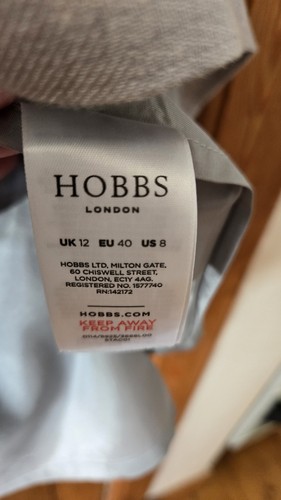 HOBBS
LONDON
UK 12 EU 40 US 8
HOBBS LTD, MILTON GATE,
60 CHISWELL STREET,
LONDON, EC1Y 4AG.
REGISTERED NO. 1577740
RN:142172
HOBBS.COM
KEEP AWAY
FROM FIRE